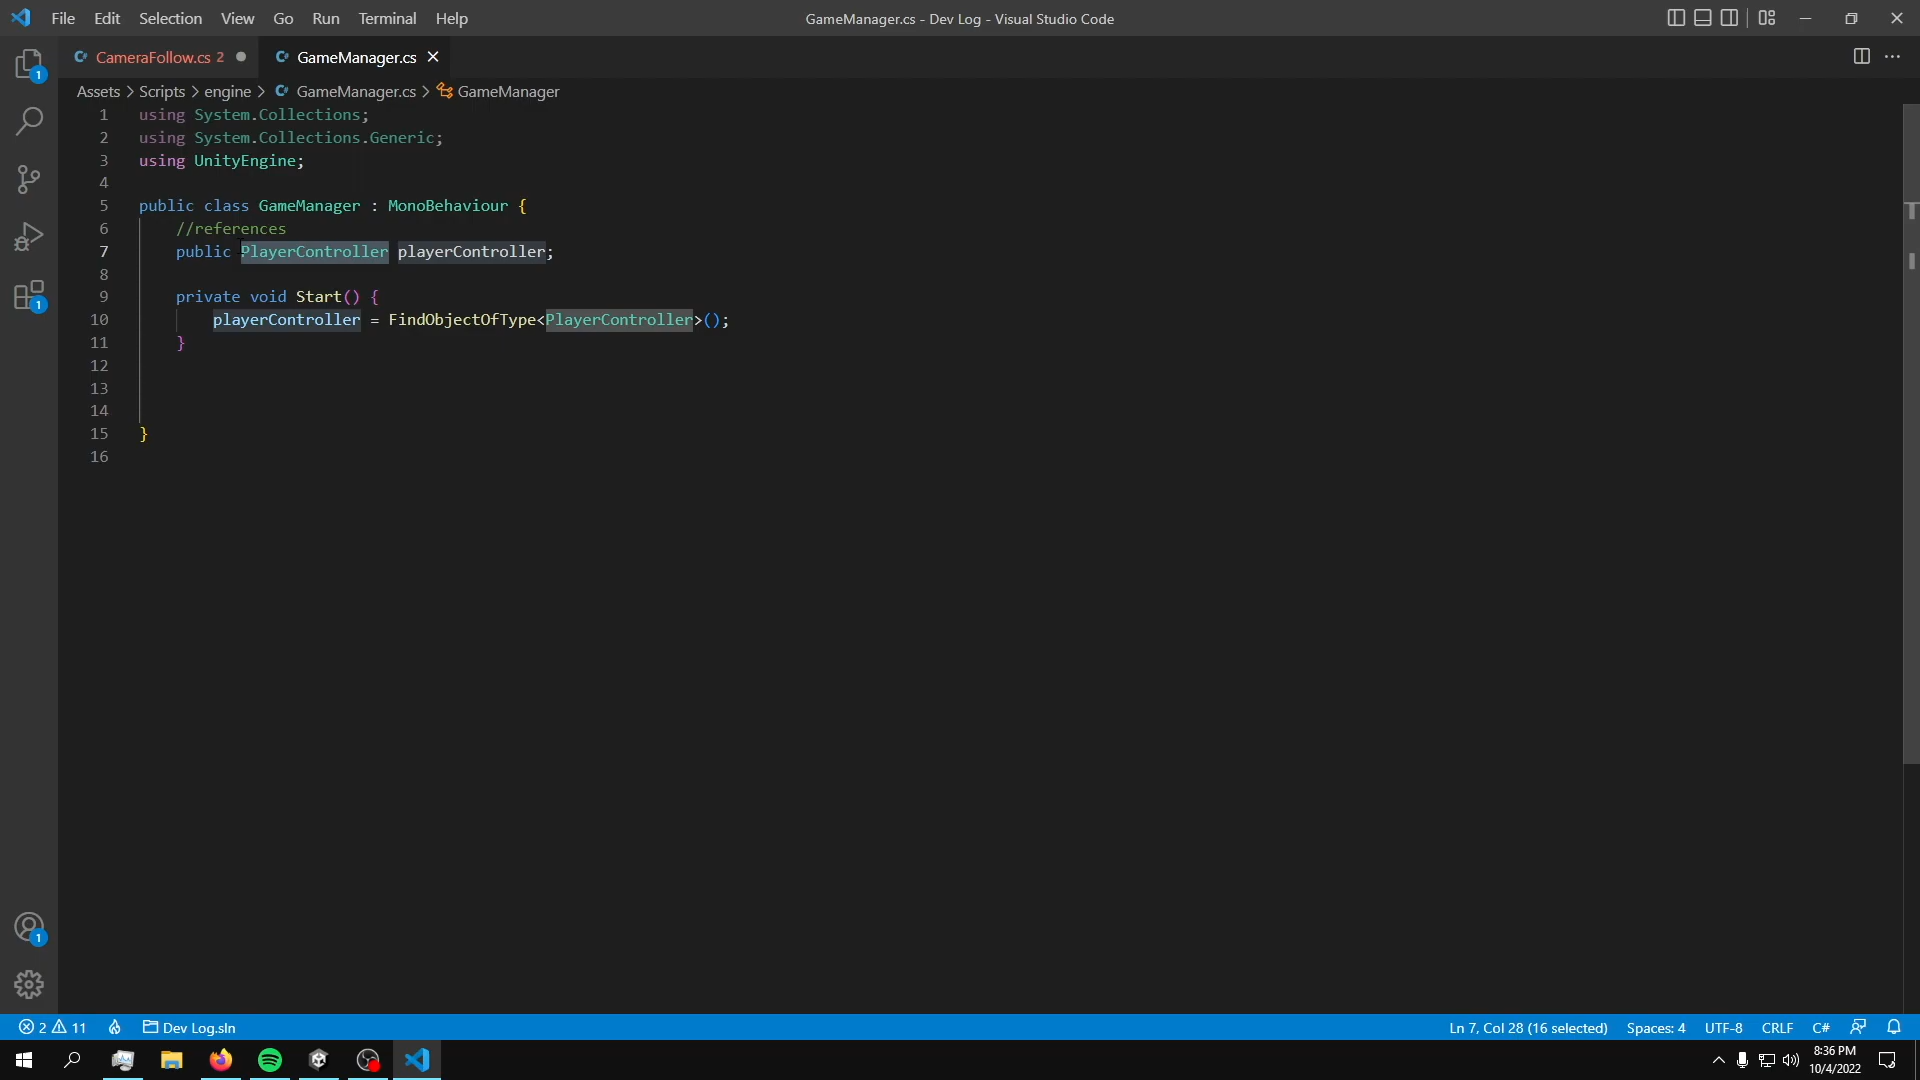 File Edit Selection View Go Run Terminal Help
GameManager.cs - Dev Log - Visual Studio Code
CameraFollow.cs 2
GameManager.cs
Assets > Scripts > engine > GameManager.cs > GameManager
1 using System.Collections;
2 using System.Collections.Generic;
3 using UnityEngine;
4
5 public class GameManager : MonoBehaviour {
6 //references
7 public PlayerController playerController;
8
9 private void Start() {
10 playerController = FindObjectOfType<PlayerController>();
11 }
12
13
14
15 }
16
1
1
1
2 11 Dev Log.sln
Ln 7, Col 28 (16 selected) Spaces: 4 UTF-8 CRLF C#
8:36 PM
10/4/2022